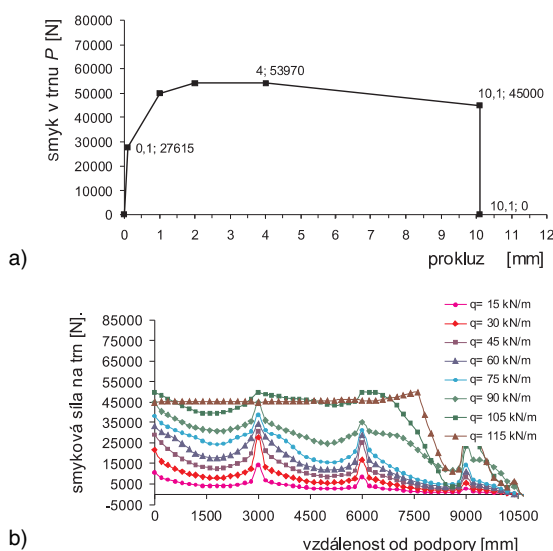 smyk v trnu P [N]
60000
50000
40000
30000
20000
10000
0
4; 53970
10,1; 45000
0,1; 27615
10,1; 0
0 1 2 3 4 5 6 7 8 9 10 11 12
prokluz [mm]
a)
smyková síla na trn [N].
85000
75000
65000
55000
45000
35000
25000
15000
5000
-5000
q= 15 kN/m
q= 30 kN/m
q= 45 kN/m
q= 60 kN/m
q= 75 kN/m
q= 90 kN/m
q= 105 kN/m
q= 115 kN/m
0 1500 3000 4500 6000 7500 9000 10500
b)
vzdálenost od podpory [mm]